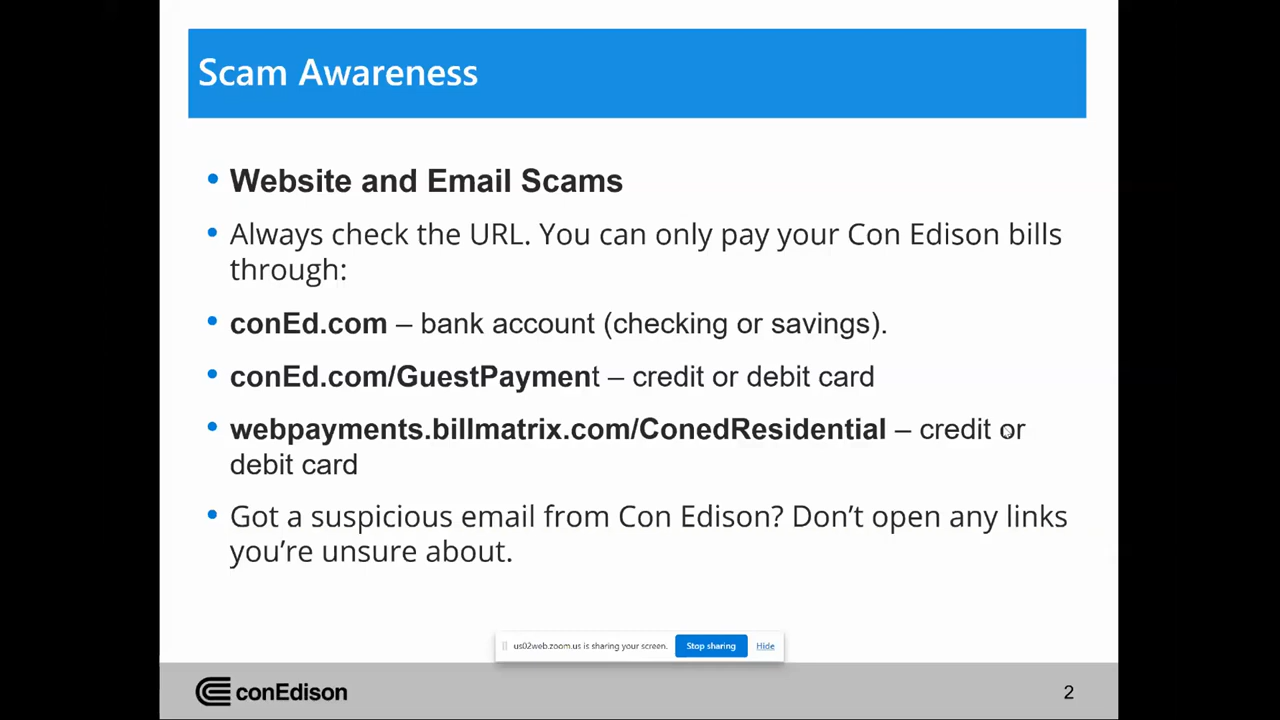 Scam Awareness
• Website and Email Scams
• Always check the URL. You can only pay your Con Edison bills
through:
• conEd.com – bank account (checking or savings).
• conEd.com/GuestPayment – credit or debit card
• webpayments.billmatrix.com/ConedResidential – credit or
debit card
• Got a suspicious email from Con Edison? Don’t open any links
you’re unsure about.
us02web.zoom.us is sharing your screen. Stop sharing Hide
conEdison 2